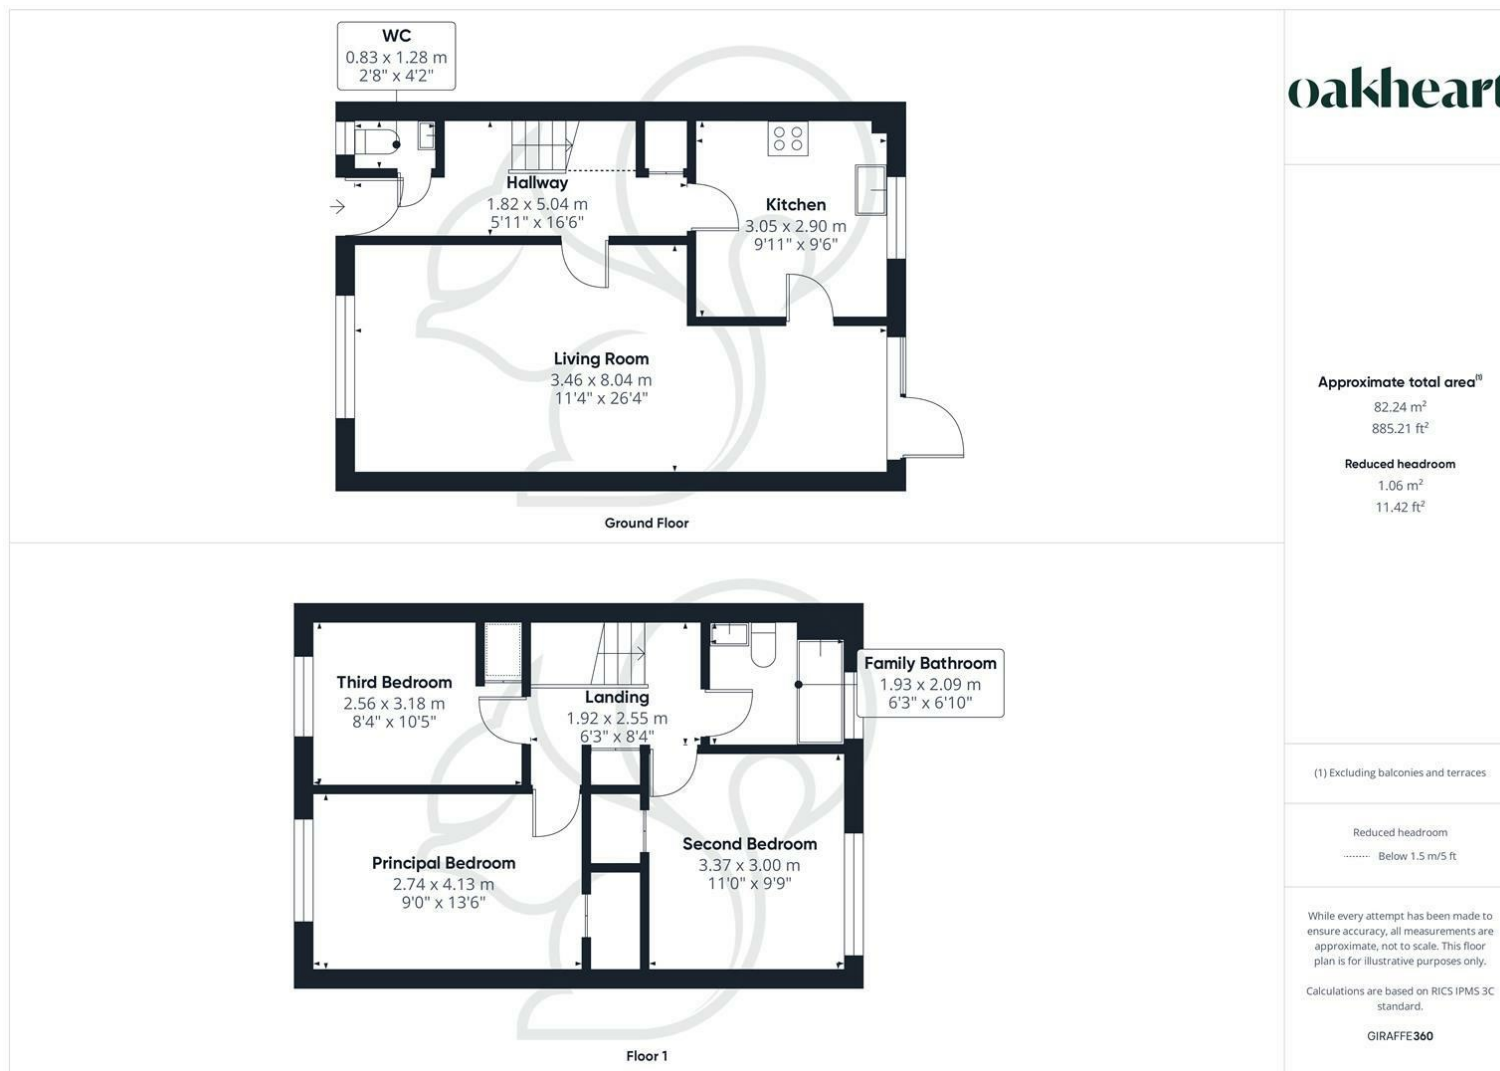 WC
0.83 x 1.28 m
2'8" x 4'2"
Hallway
1.82 x 5.04 m
5'11" x 16'6"
Kitchen
3.05 x 2.90 m
9'11" x 9'6"
Living Room
3.46 x 8.04 m
11'4" x 26'4"
Ground Floor
Third Bedroom
2.56 x 3.18 m
8'4" x 10'5"
Landing
1.92 x 2.55 m
6'3" x 8'4"
Family Bathroom
1.93 x 2.09 m
6'3" x 6'10"
Principal Bedroom
2.74 x 4.13 m
9'0" x 13'6"
Second Bedroom
3.37 x 3.00 m
11'0" x 9'9"
Floor 1
oakheart
Approximate total area⁽¹⁾
82.24 m²
885.21 ft²
Reduced headroom
1.06 m²
11.42 ft²
(1) Excluding balconies and terraces
Reduced headroom
Below 1.5 m/5 ft
While every attempt has been made to
ensure accuracy, all measurements are
approximate, not to scale. This floor
plan is for illustrative purposes only.
Calculations are based on RICS IPMS 3C
standard.
GIRAFFE360